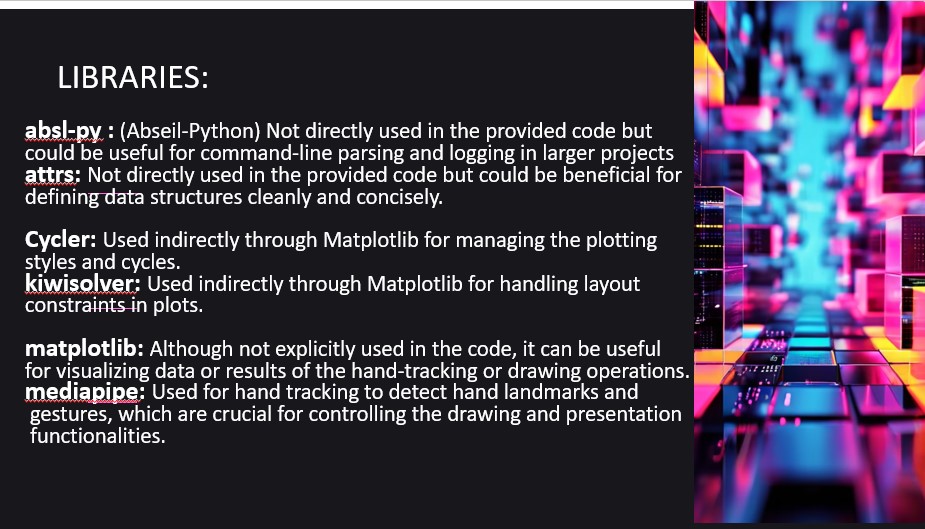 LIBRARIES:
absl-py : (Abseil-Python) Not directly used in the provided code but
could be useful for command-line parsing and logging in larger projects
attrs: Not directly used in the provided code but could be beneficial for
defining data structures cleanly and concisely.
Cycler: Used indirectly through Matplotlib for managing the plotting
styles and cycles.
kiwisolver: Used indirectly through Matplotlib for handling layout
constraints in plots.
matplotlib: Although not explicitly used in the code, it can be useful
for visualizing data or results of the hand-tracking or drawing operations.
mediapipe: Used for hand tracking to detect hand landmarks and
gestures, which are crucial for controlling the drawing and presentation
functionalities.